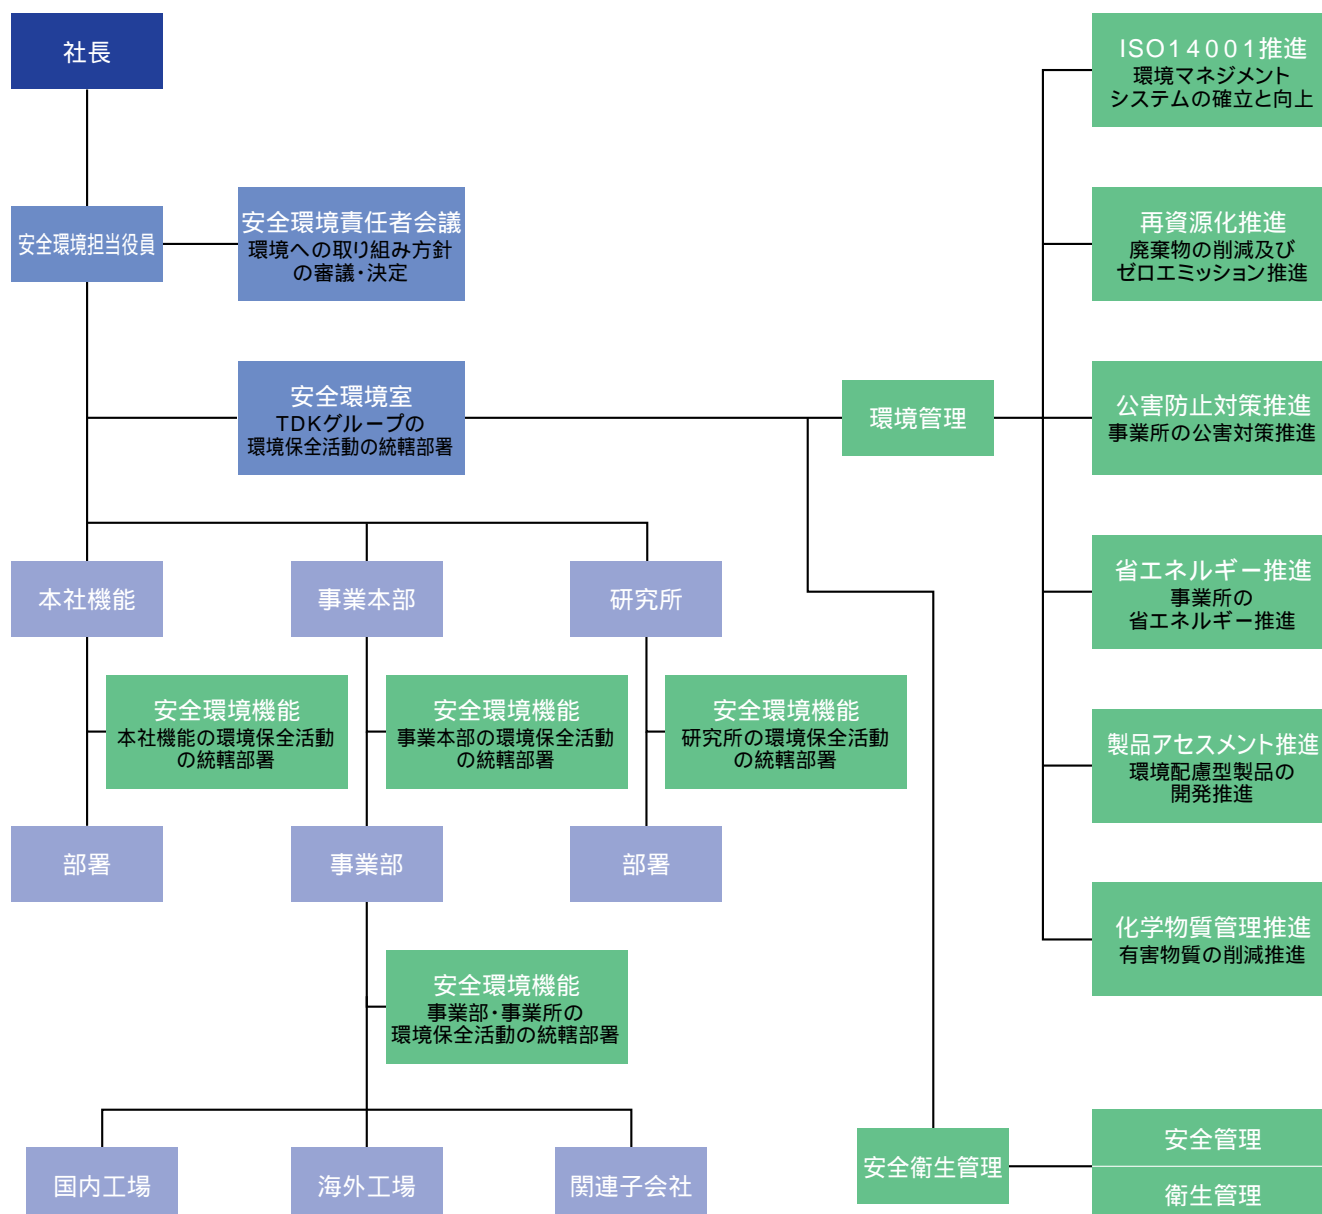 社長
安全環境担当役員
安全環境責任者会議
環境への取り組み方針
の審議・決定
安全環境室
TDKグループの
環境保全活動の統轄部署
環境管理
ISO14001推進
環境マネジメント
システムの確立と向上
再資源化推進
廃棄物の削減及び
ゼロエミッション推進
公害防止対策推進
事業所の公害対策推進
省エネルギー推進
事業所の
省エネルギー推進
製品アセスメント推進
環境配慮型製品の
開発推進
化学物質管理推進
有害物質の削減推進
本社機能
事業本部
研究所
安全環境機能
本社機能の環境保全活動
の統轄部署
安全環境機能
事業本部の環境保全活動
の統轄部署
安全環境機能
研究所の環境保全活動
の統轄部署
部署
事業部
部署
安全環境機能
事業部・事業所の
環境保全活動の統轄部署
国内工場
海外工場
関連子会社
安全衛生管理
安全管理
衛生管理